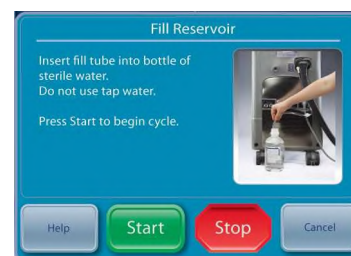 Fill Reservoir
Insert fill tube into bottle of
sterile water.
Do not use tap water.
Press Start to begin cycle.
Help
Start
Stop
Cancel